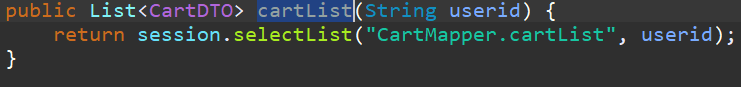 public List<CartDTO> cartList(String userid) {
    return session.selectList("CartMapper.cartList", userid);
}